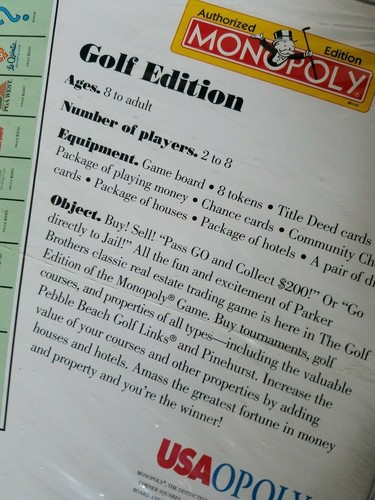 Authorized
Edition
MONOPOLY
Golf Edition
Ages. 8 to adult
Number of players. 2 to 8
Equipment. Game board • 8 tokens • Title Deed cards
Package of playing money • Chance cards • Community
cards • Package of houses • Package of hotels • A pair of
Object. Buy! Sell! "Pass GO and Collect $200!" Or "Go
directly to Jail!" All the fun and excitement of Parker
Brothers classic real estate trading game is here in The Golf
Edition of the Monopoly® Game. Buy tournaments, golf
courses, and properties of all types—including the valuable
Pebble Beach Golf Links® and Pinehurst. Increase the
value of your courses and other properties by adding
houses and hotels. Amass the greatest fortune in money
and property and you're the winner!
USAOPOLY
PGA WEST